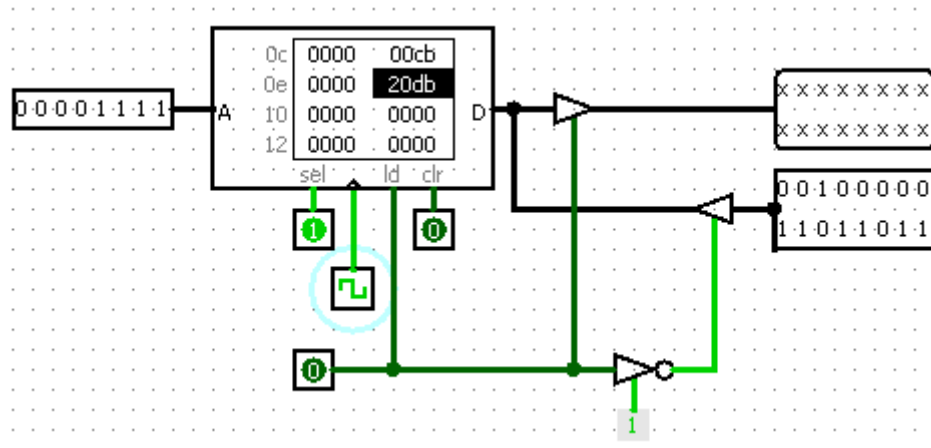 0c 0000 00cb
0e 0000 20db
10 0000 0000
12 0000 0000
0 0 0 0 1 1 1 1
A
D
sel
ld
clr
x x x x x x x x
x x x x x x x x
0 0 1 0 0 0 0 0
1 1 0 1 1 0 1 1
1
0
0
1